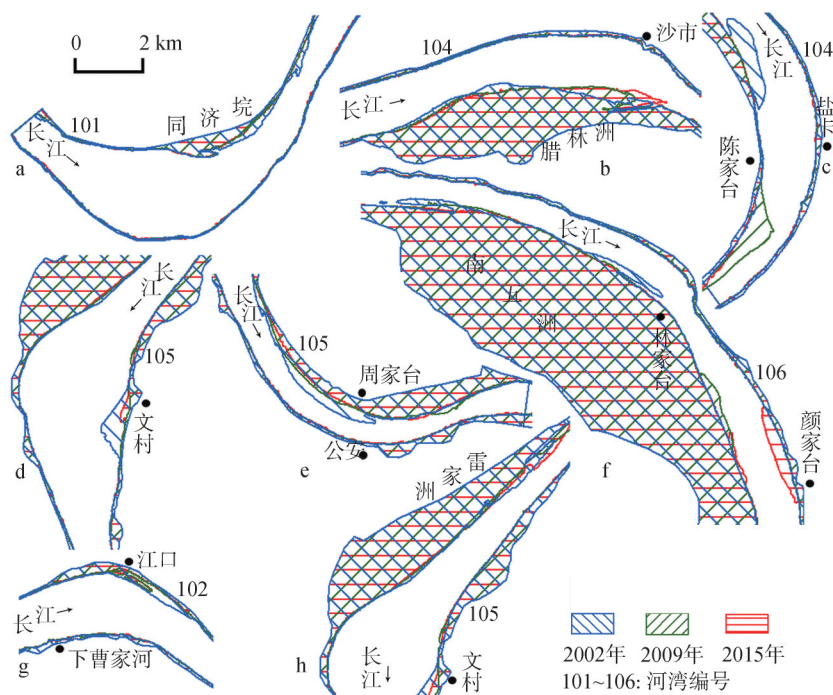 0 2 km
101
同济垸
长江
a
104
沙市
长江
腊林洲
b
长江
104
盐卡
陈家台
c
长江
105
文村
d
长江
105
周家台
公安
e
长江
南五洲
林家台
106
颜家台
f
江口
102
长江
下曹家河
g
雷家洲
105
长江
文村
h
2002年 2009年 2015年
101~106: 河湾编号